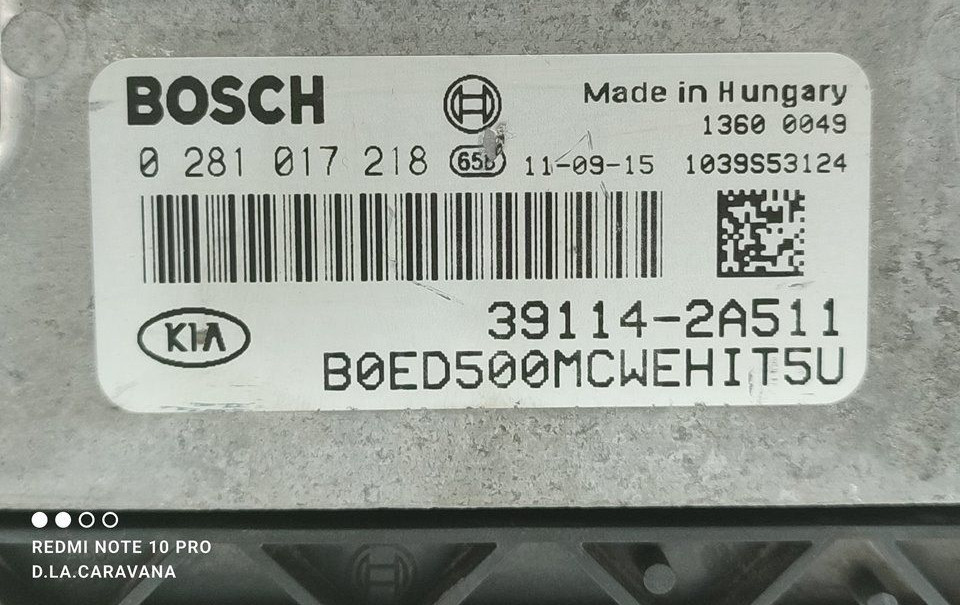 BOSCH
Made in Hungary
1360 0049
0 281 017 218
11-09-15
1039S53124
KIA
39114-2A511
B0ED500MCWEHIT5U
REDMI NOTE 10 PRO
D.LA.CARAVANA